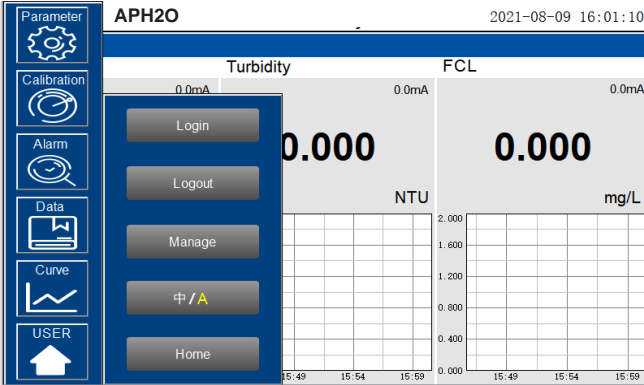 Parameter
APH2O
2021-08-09 16:01:10
Turbidity
FCL
Calibration
0.0mA
0.0mA
0.0mA
Login
Alarm
0.000
0.000
Logout
Data
NTU
mg/L
2.000
Manage
1.600
Curve
1.200
中/A
0.800
USER
0.400
Home
0.000
15:49
15:54
15:59
15:49
15:54
15:59